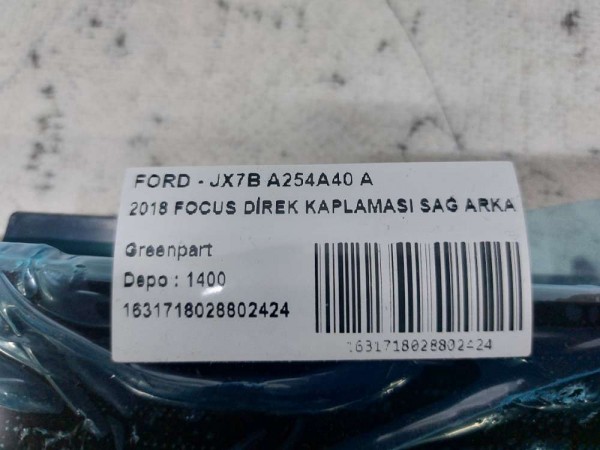 FORD - JX7B A254A40 A
2018 FOCUS DİREK KAPLAMASI SAĞ ARKA
Greenpart
Depo : 1400
1631718028802424
1631718028802424